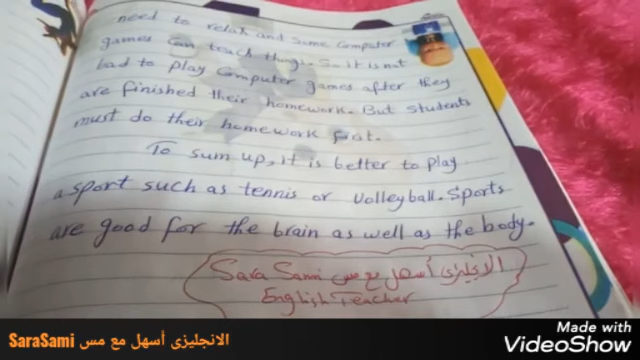 need to relax and some computer
games can teach things. So it is not
bad to play computer games after they
are finished their homework. But students
must do their homework first.
To sum up, it is better to play
a sport such as tennis or volleyball. Sports
are good for the brain as well as the body.
Sara Sami الانجليزى أسهل مع مس
English Teacher
الانجليزى أسهل مع مس SaraSami
Made with
VideoShow